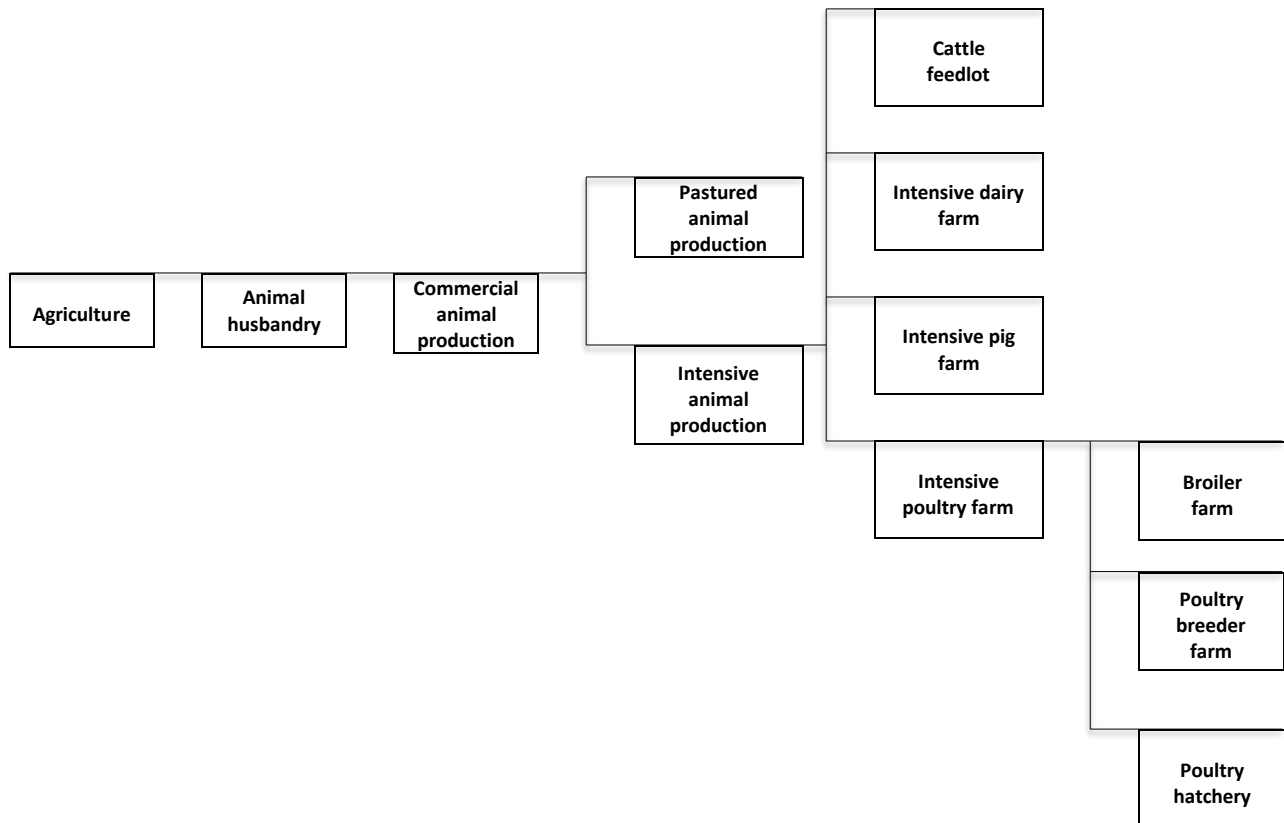 Agriculture
Animal
husbandry
Commercial
animal
production
Pastured
animal
production
Intensive
animal
production
Cattle
feedlot
Intensive dairy
farm
Intensive pig
farm
Intensive
poultry farm
Broiler
farm
Poultry
breeder
farm
Poultry
hatchery